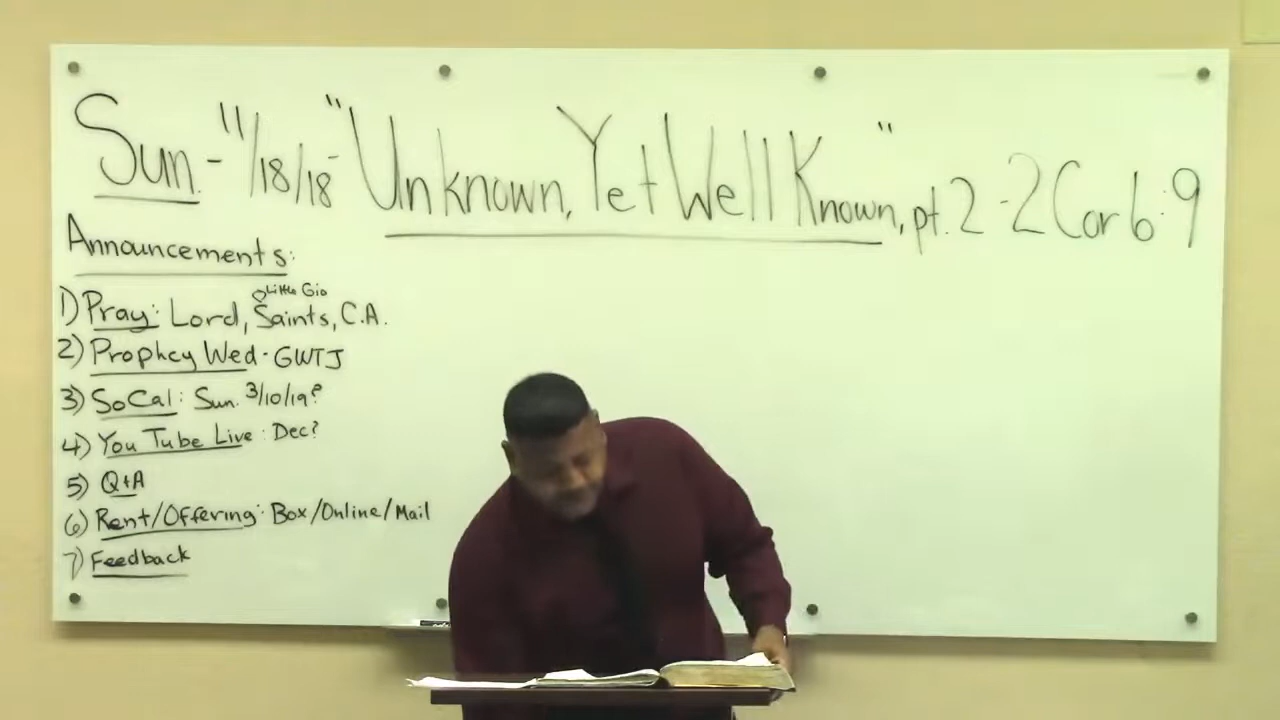 Sun. - 11/18/18 - "Unknown, Yet Well Known", pt. 2 - 2 Cor 6:9
Announcements:
Little Gio
1) Pray: Lord, Saints, C.A.
2) Prophcy Wed - GWTJ
3) SoCal: Sun. 3/10/19?
4) You Tube Live: Dec?
5) Q+A
6) Rent/Offering: Box/Online/Mail
7) Feedback